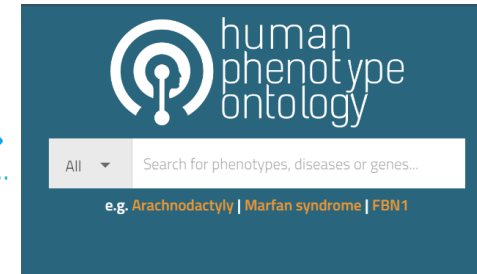 human
phenotype
ontology
All
Search for phenotypes, diseases or genes...
e.g. Arachnodactyly | Marfan syndrome | FBN1